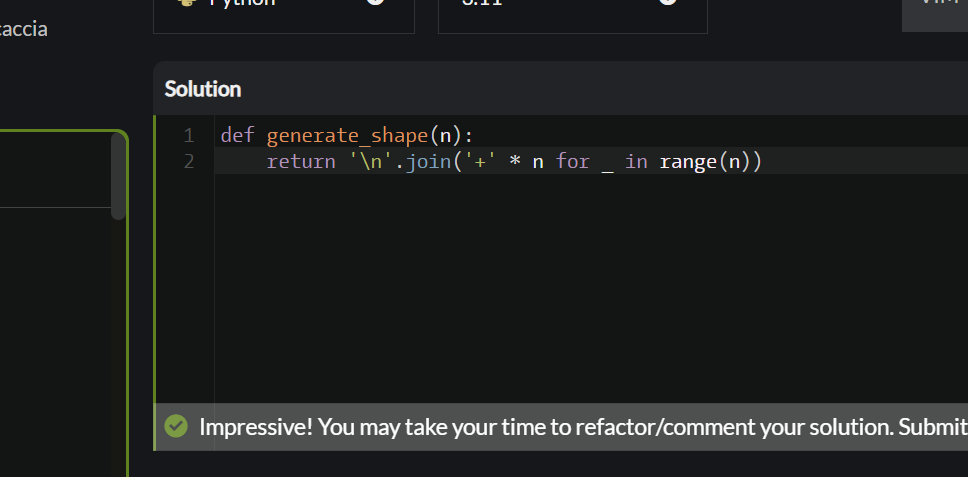 Python
3.11
VIM
caccia
Solution
1 def generate_shape(n):
2     return '\n'.join('+' * n for _ in range(n))
Impressive! You may take your time to refactor/comment your solution. Submit